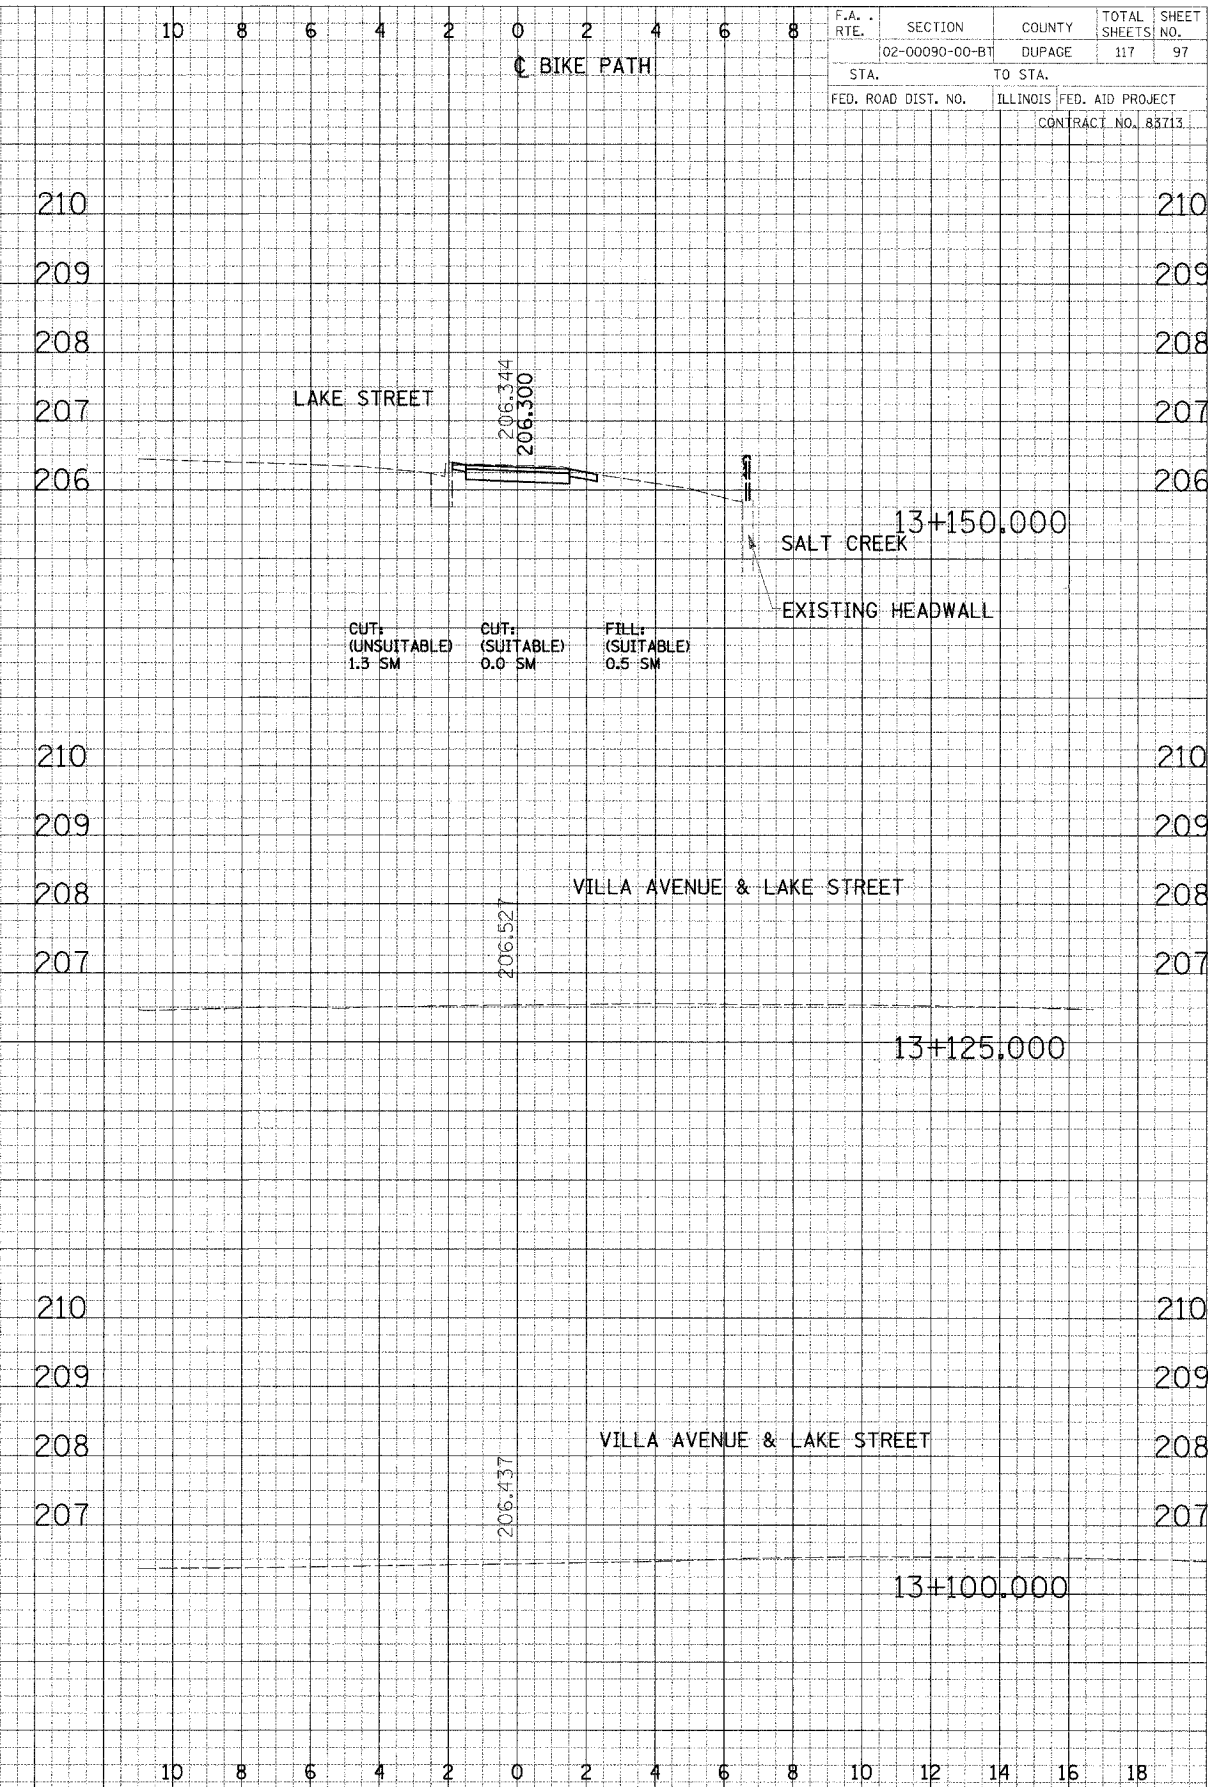 10 8 6 4 2 0 2 4 6 8
F.A. . RTE. SECTION COUNTY TOTAL SHEETS SHEET NO.
02-00090-00-BT DUPAGE 117 97
STA. TO STA.
FED. ROAD DIST. NO. ILLINOIS FED. AID PROJECT
CONTRACT NO. 83713
℄ BIKE PATH
210 210
209 209
208 208
206.344
206.300
LAKE STREET
207 207
206 206
13+150.000
SALT CREEK
EXISTING HEADWALL
CUT: (UNSUITABLE) 1.3 SM
CUT: (SUITABLE) 0.0 SM
FILL: (SUITABLE) 0.5 SM
210 210
209 209
VILLA AVENUE & LAKE STREET
208 208
206.527
207 207
13+125.000
210 210
209 209
VILLA AVENUE & LAKE STREET
208 208
206.437
207 207
13+100.000
10 8 6 4 2 0 2 4 6 8 10 12 14 16 18